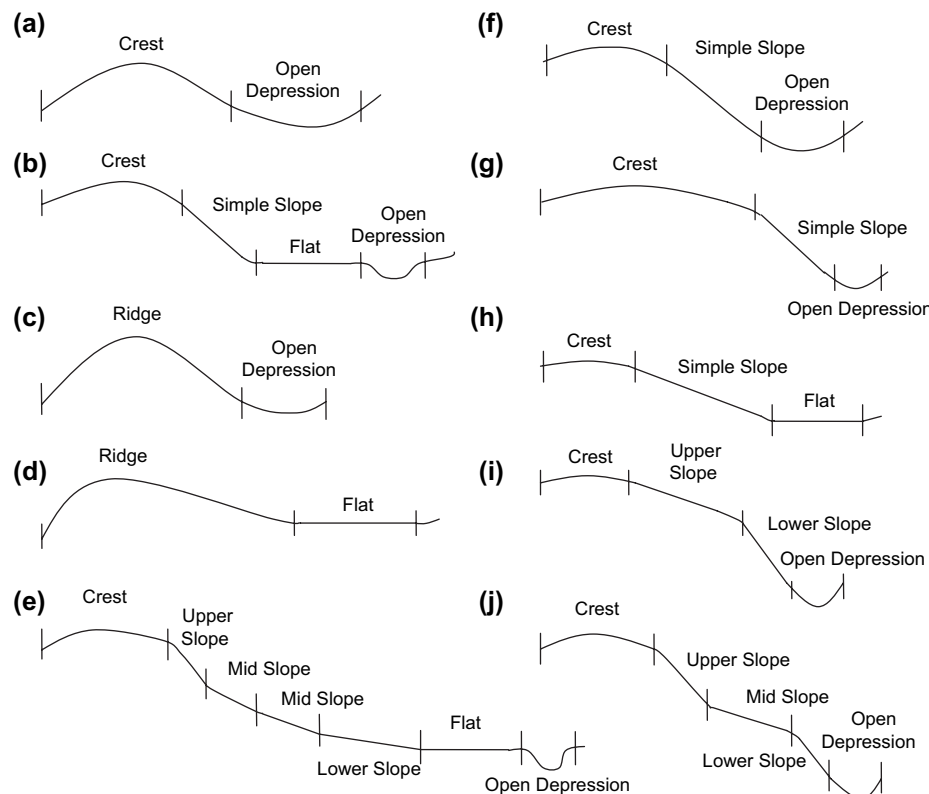 (a)
Crest
Open
Depression
(b)
Crest
Simple Slope
Flat
Open
Depression
(c)
Ridge
Open
Depression
(d)
Ridge
Flat
(e)
Crest
Upper
Slope
Mid Slope
Mid Slope
Lower Slope
Flat
Open Depression
(f)
Crest
Simple Slope
Open
Depression
(g)
Crest
Simple Slope
Open Depression
(h)
Crest
Simple Slope
Flat
(i)
Crest
Upper
Slope
Lower Slope
Open Depression
(j)
Crest
Upper Slope
Mid Slope
Lower Slope
Open
Depression